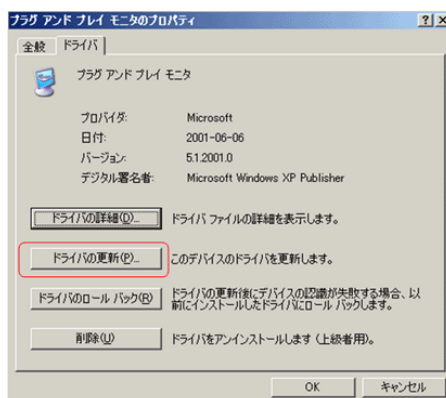 プラグ アンド プレイ モニタのプロパティ
全般 ドライバ
プラグ アンド プレイ モニタ
プロバイダ: Microsoft
日付: 2001-06-06
バージョン: 5.1.2001.0
デジタル署名者: Microsoft Windows XP Publisher
ドライバの詳細(D)... ドライバ ファイルの詳細を表示します。
ドライバの更新(P)... このデバイスのドライバを更新します。
ドライバのロール バック(R) ドライバの更新後にデバイスの認識が失敗する場合、以
前にインストールしたドライバにロール バックします。
削除(U) ドライバをアンインストールします (上級者用)。
OK キャンセル